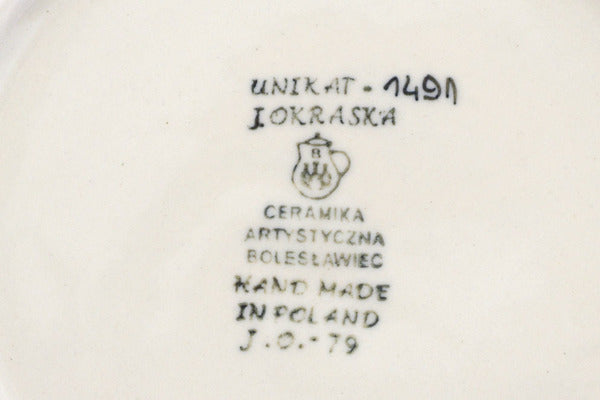 UNIKAT - 1491
J OKRASKA
B
CERAMIKA
ARTYSTYCZNA
BOLESŁAWIEC
HAND MADE
IN POLAND
J.O.-79